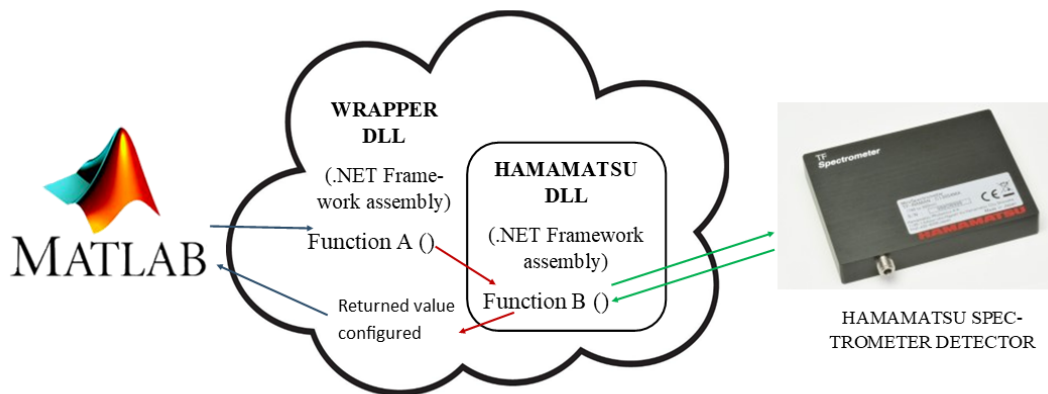 MATLAB
WRAPPER
DLL
(.NET Frame-
work assembly)
Function A ()
Returned value
configured
HAMAMATSU
DLL
(.NET Framework
assembly)
Function B ()
TF
Spectrometer
HAMAMATSU
HAMAMATSU SPEC-
TROMETER DETECTOR